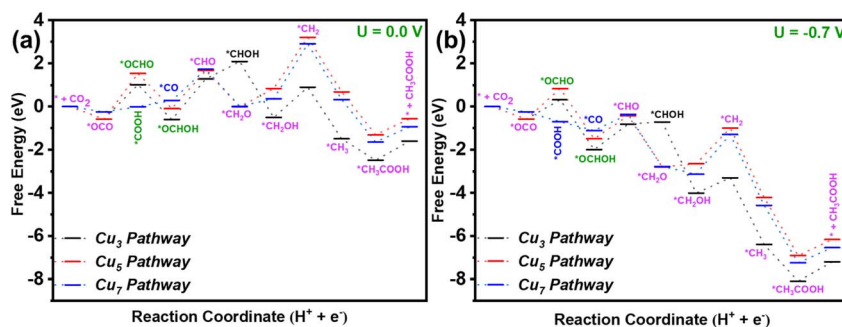 (a)
U = 0.0 V
Free Energy (eV)
4
2
0
-2
-4
-6
-8
* + CO2
*OCO
*OCHO
*COOH
*CO
*OCHOH
*CHO
*CHOH
*CH2O
*CH2OH
*CH2
*CH3
*CH3COOH
* + CH3COOH
Cu3 Pathway
Cu5 Pathway
Cu7 Pathway
Reaction Coordinate (H+ + e-)
(b)
U = -0.7 V
Free Energy (eV)
4
2
0
-2
-4
-6
-8
* + CO2
*OCO
*OCHO
*COOH
*CO
*OCHOH
*CHO
*CHOH
*CH2O
*CH2OH
*CH2
*CH3
*CH3COOH
* + CH3COOH
Cu3 Pathway
Cu5 Pathway
Cu7 Pathway
Reaction Coordinate (H+ + e-)